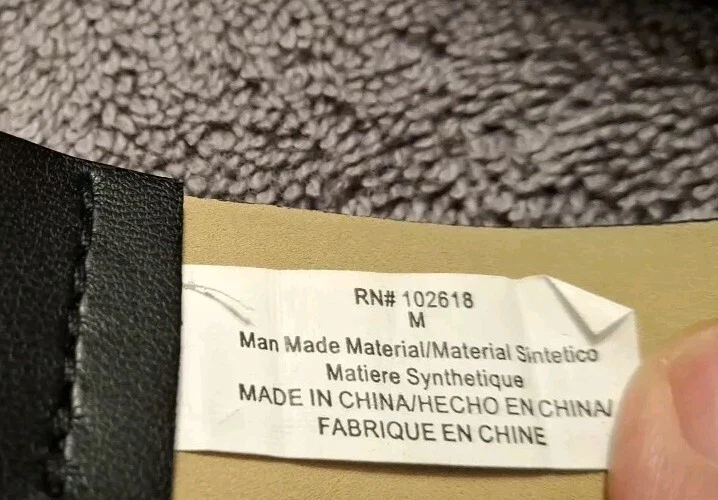 RN# 102618
M
Man Made Material/Material Sintetico
Matiere Synthetique
MADE IN CHINA/HECHO EN CHINA/
FABRIQUE EN CHINE